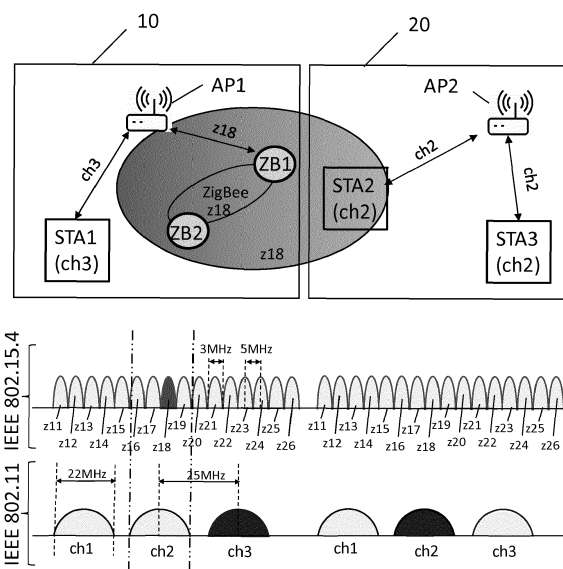 10
20
AP1
AP2
z18
ch3
ZB1
ZigBee
z18
ZB2
z18
STA1
(ch3)
STA2
(ch2)
ch2
ch2
STA3
(ch2)
IEEE 802.15.4
3MHz
5MHz
z11
z13
z15
z17
z19
z21
z23
z25
z12
z14
z16
z18
z20
z22
z24
z26
z11
z13
z15
z17
z19
z21
z23
z25
z12
z14
z16
z18
z20
z22
z24
z26
IEEE 802.11
22MHz
25MHz
ch1
ch2
ch3
ch1
ch2
ch3